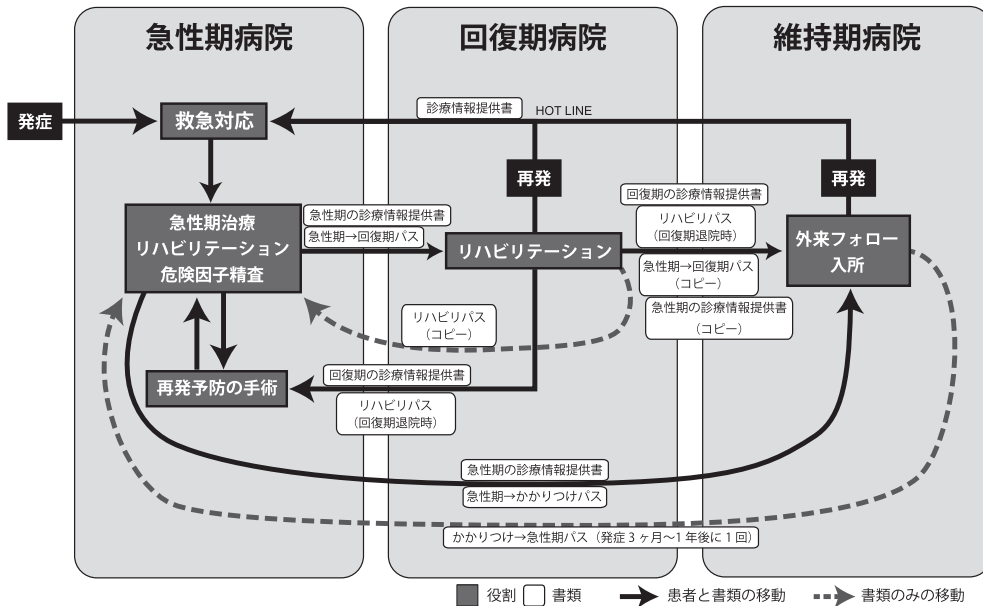 急性期病院
回復期病院
維持期病院
発症
救急対応
診療情報提供書
HOT LINE
再発
再発
急性期治療
リハビリテーション
危険因子精査
急性期の診療情報提供書
急性期→回復期パス
リハビリテーション
回復期の診療情報提供書
リハビリパス
（回復期退院時）
急性期→回復期パス
（コピー）
急性期の診療情報提供書
（コピー）
外来フォロー
入所
リハビリパス
（コピー）
再発予防の手術
回復期の診療情報提供書
リハビリパス
（回復期退院時）
急性期の診療情報提供書
急性期→かかりつけパス
かかりつけ→急性期パス（発症 3 ヶ月〜1 年後に 1 回）
役割
書類
患者と書類の移動
書類のみの移動